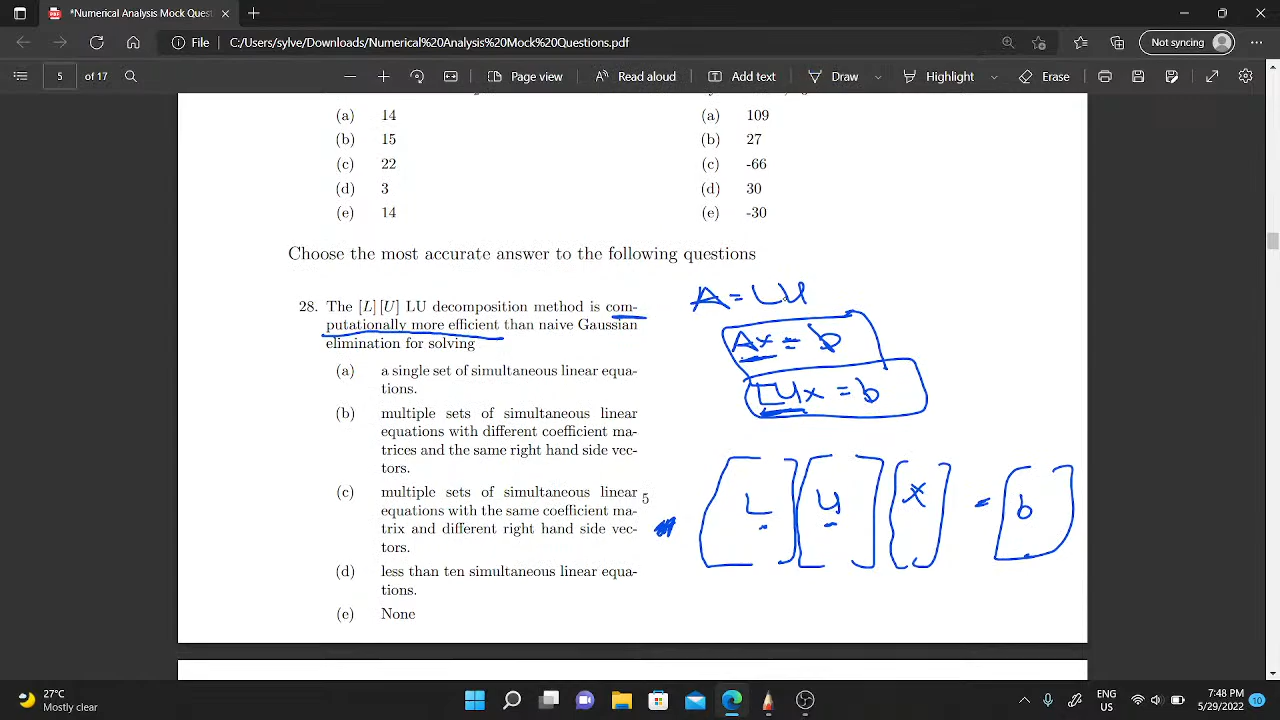 *Numerical Analysis Mock Quest
File
C:/Users/sylve/Downloads/Numerical%20Analysis%20Mock%20Questions.pdf
Not syncing
5 of 17
Page view
Read aloud
Add text
Draw
Highlight
Erase
(a) 14
(b) 15
(c) 22
(d) 3
(e) 14
(a) 109
(b) 27
(c) -66
(d) 30
(e) -30
Choose the most accurate answer to the following questions
28. The [L][U] LU decomposition method is com-
putationally more efficient than naive Gaussian
elimination for solving
(a) a single set of simultaneous linear equa-
tions.
(b) multiple sets of simultaneous linear
equations with different coefficient ma-
trices and the same right hand side vec-
tors.
(c) multiple sets of simultaneous linear
equations with the same coefficient ma-
trix and different right hand side vec-
tors.
(d) less than ten simultaneous linear equa-
tions.
(e) None
5
A = LU
Ax = b
LUx = b
[L][U][x] = [b]
27°C
Mostly clear
ENG
US
7:48 PM
5/29/2022
10